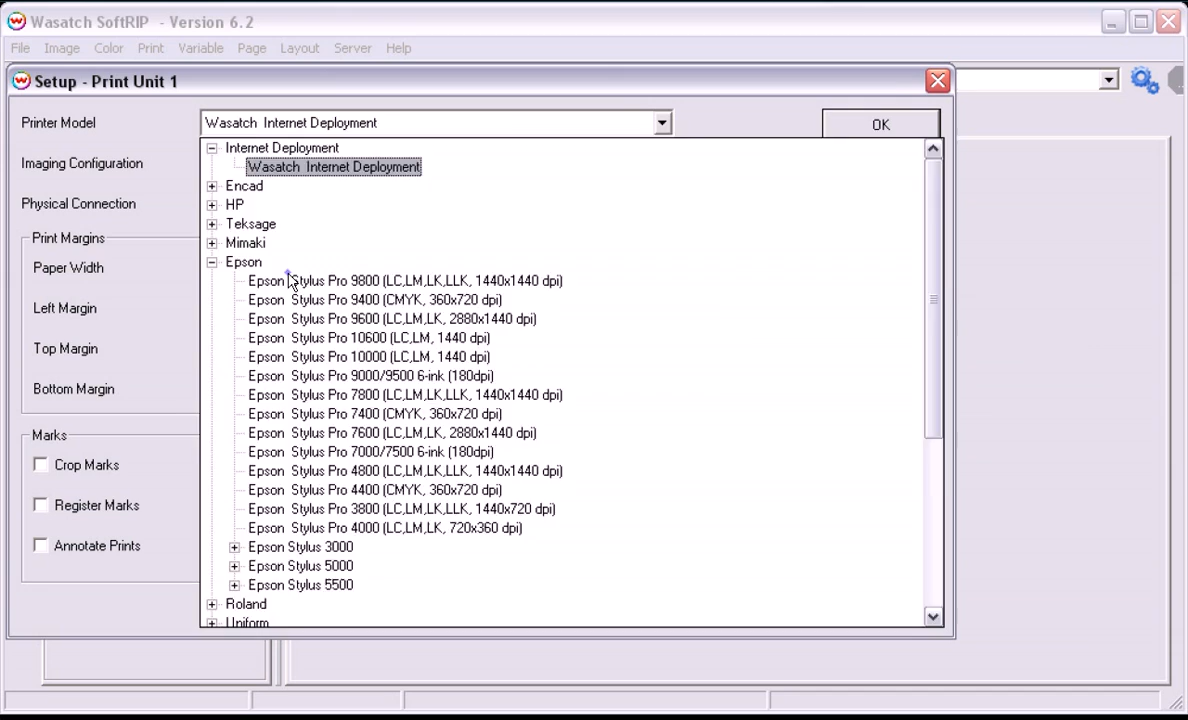 Wasatch SoftRIP - Version 6.2
File Image Color Print Variable Page Layout Server Help
Setup - Print Unit 1
Printer Model
Wasatch Internet Deployment
OK
Imaging Configuration
Physical Connection
Print Margins
Paper Width
Left Margin
Top Margin
Bottom Margin
Marks
Crop Marks
Register Marks
Annotate Prints
Internet Deployment
Wasatch Internet Deployment
Encad
HP
Teksage
Mimaki
Epson
Epson Stylus Pro 9800 (LC,LM,LK,LLK, 1440x1440 dpi)
Epson Stylus Pro 9400 (CMYK, 360x720 dpi)
Epson Stylus Pro 9600 (LC,LM,LK, 2880x1440 dpi)
Epson Stylus Pro 10600 (LC,LM, 1440 dpi)
Epson Stylus Pro 10000 (LC,LM, 1440 dpi)
Epson Stylus Pro 9000/9500 6-ink (180dpi)
Epson Stylus Pro 7800 (LC,LM,LK,LLK, 1440x1440 dpi)
Epson Stylus Pro 7400 (CMYK, 360x720 dpi)
Epson Stylus Pro 7600 (LC,LM,LK, 2880x1440 dpi)
Epson Stylus Pro 7000/7500 6-ink (180dpi)
Epson Stylus Pro 4800 (LC,LM,LK,LLK, 1440x1440 dpi)
Epson Stylus Pro 4400 (CMYK, 360x720 dpi)
Epson Stylus Pro 3800 (LC,LM,LK,LLK, 1440x720 dpi)
Epson Stylus Pro 4000 (LC,LM,LK, 720x360 dpi)
Epson Stylus 3000
Epson Stylus 5000
Epson Stylus 5500
Roland
Uniform